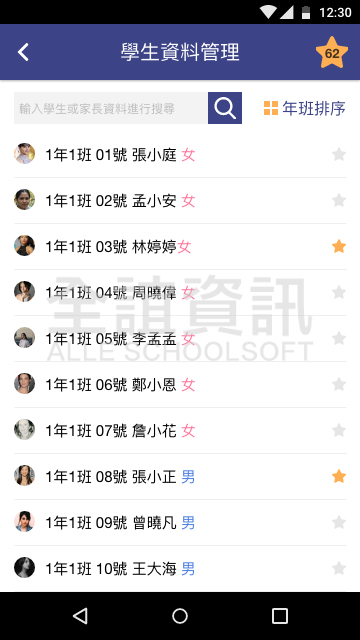 12:30
學生資料管理
62
輸入學生或家長資料進行搜尋
年班排序
1年1班 01號 張小庭 女
1年1班 02號 孟小安 女
1年1班 03號 林婷婷女
1年1班 04號 周曉偉 女
全誼資訊
1年1班 05號 李孟孟 女
ALLE SCHOOLSOFT
1年1班 06號 鄭小恩 女
1年1班 07號 詹小花 女
1年1班 08號 張小正 男
1年1班 09號 曾曉凡 男
1年1班 10號 王大海 男